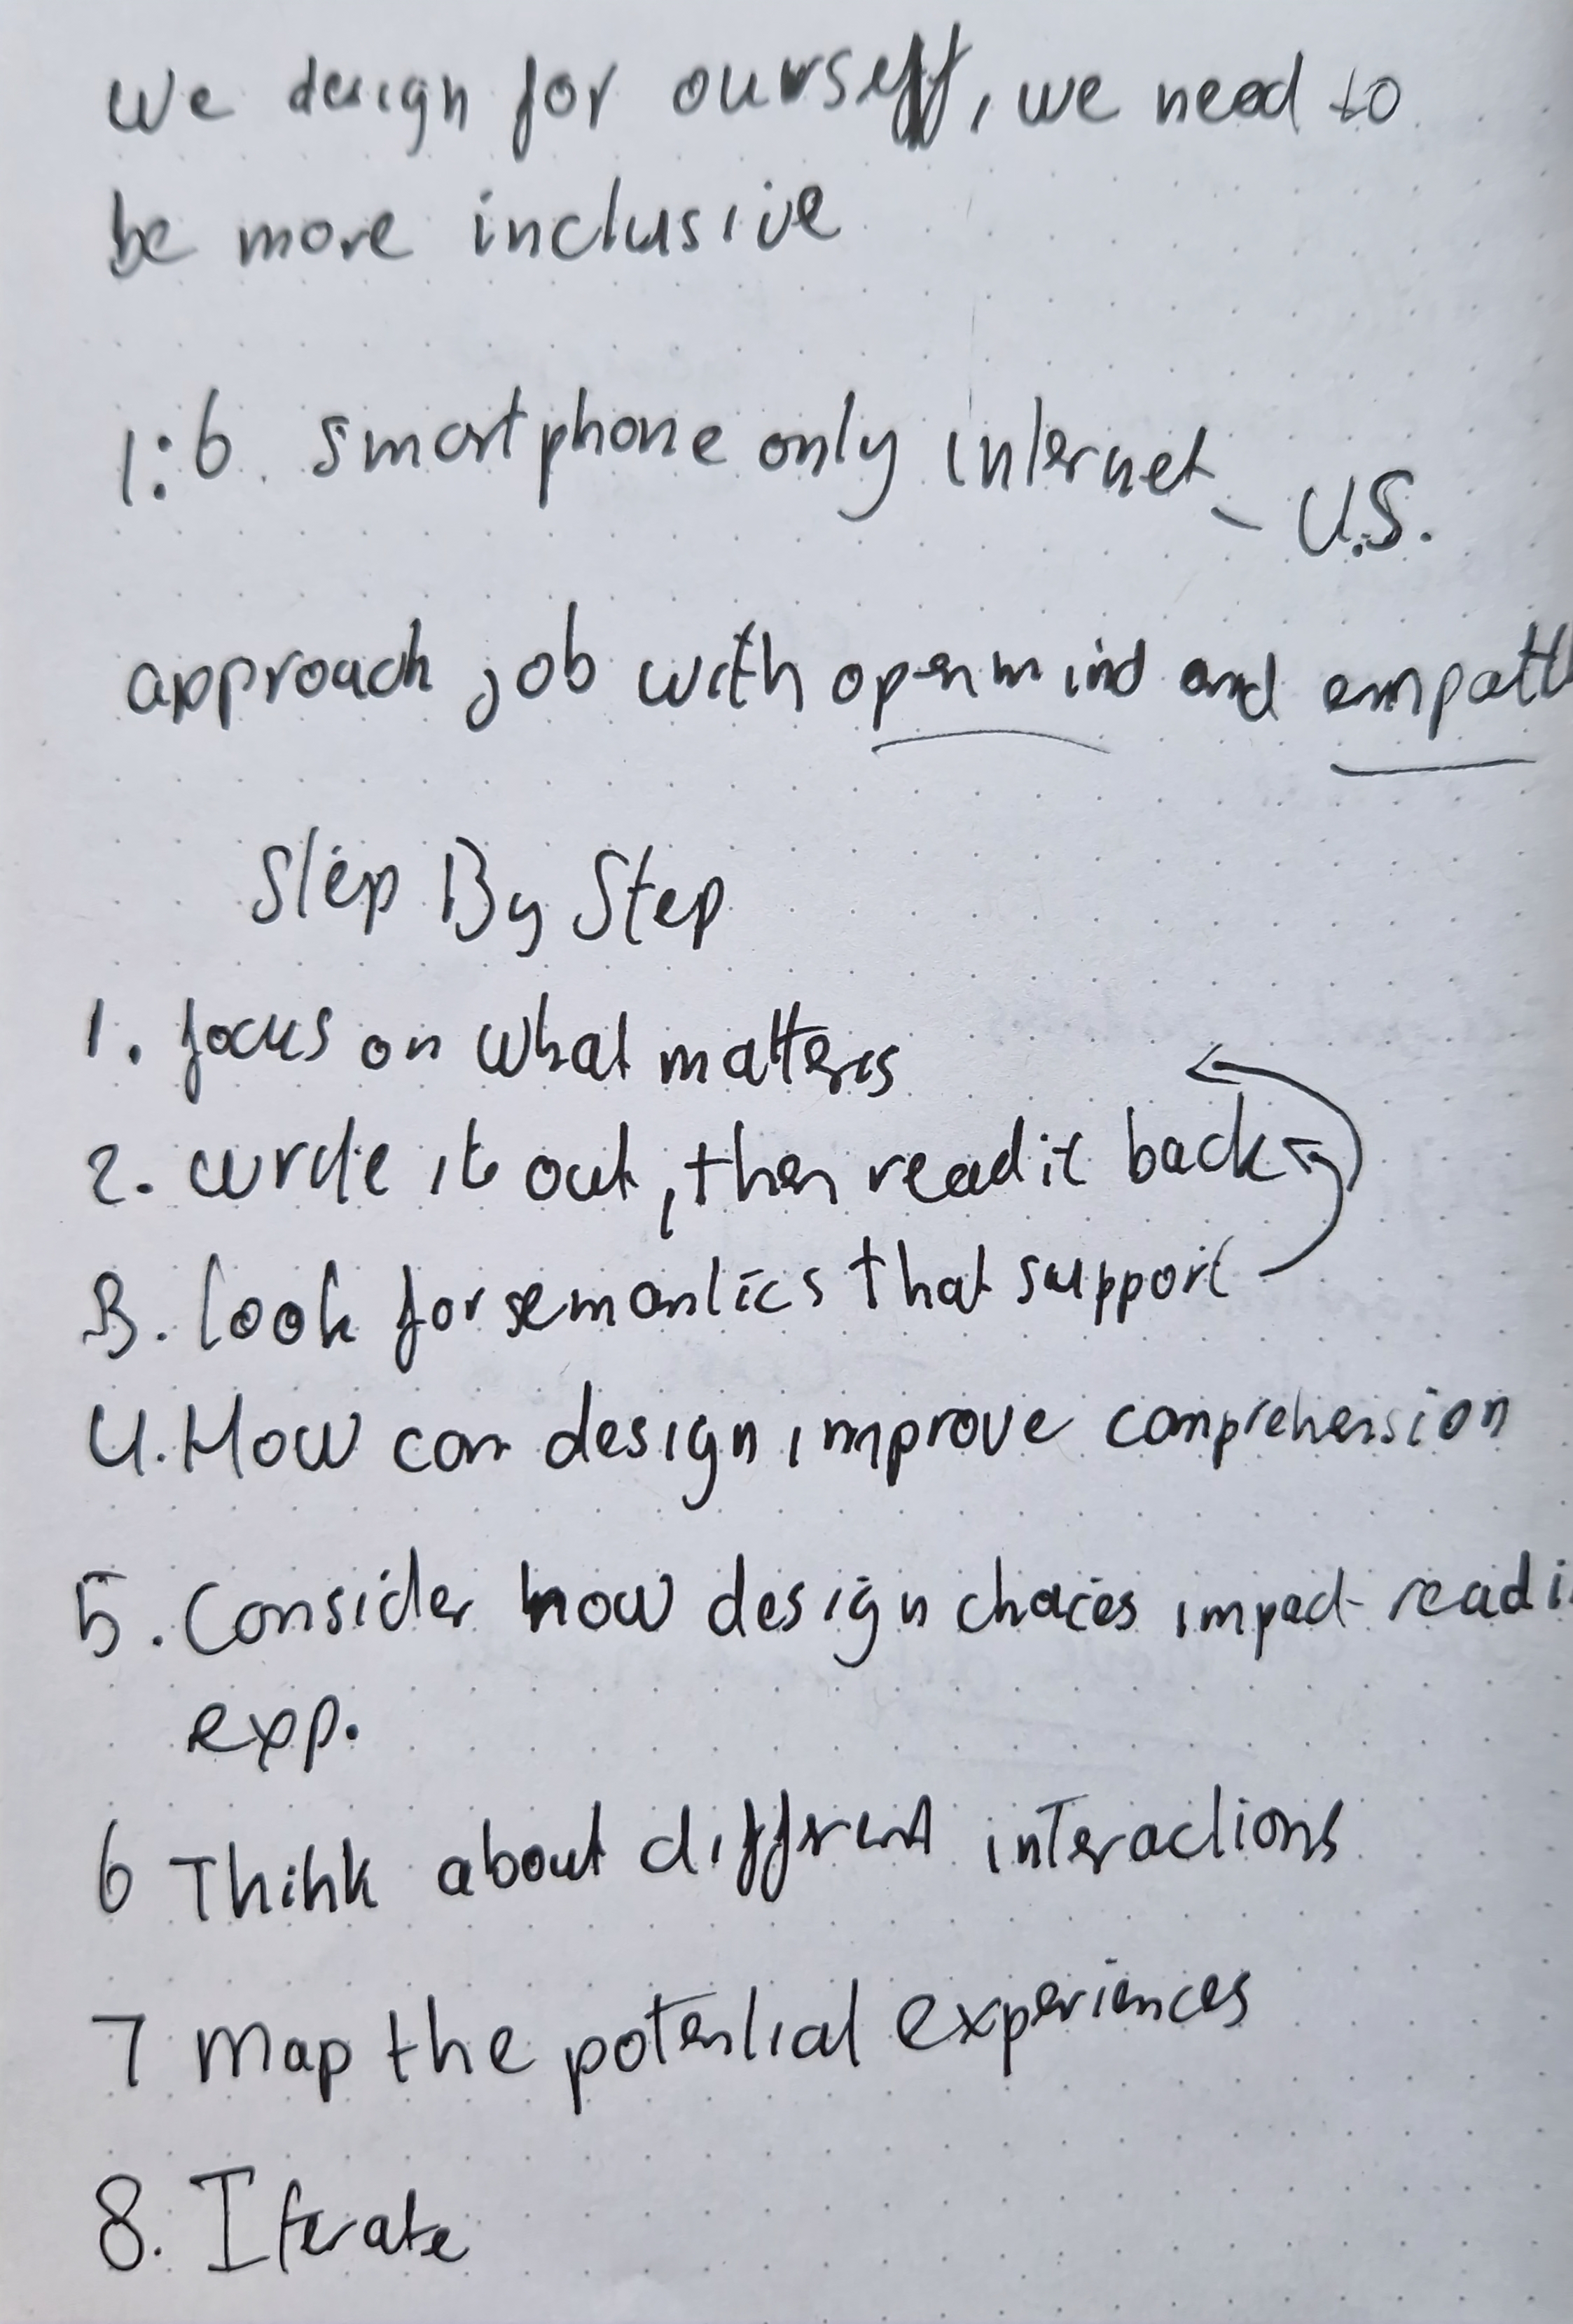 We design for ourself, we need to
be more inclusive
1:6. smartphone only internet - U.S.
approach job with openmind and empath
Step By Step
1. focus on what matters
2. write it out, then read it back
3. look for semantics that support
4. How can design improve comprehension
5. Consider how design choices impact readi
exp.
6 Think about different interactions
7 Map the potential experiences
8. Iterate